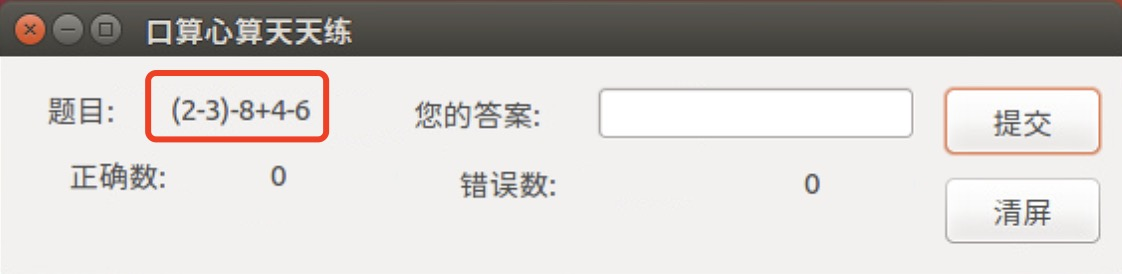 口算心算天天练
题目: (2-3)-8+4-6 您的答案: 提交
正确数: 0 错误数: 0
清屏